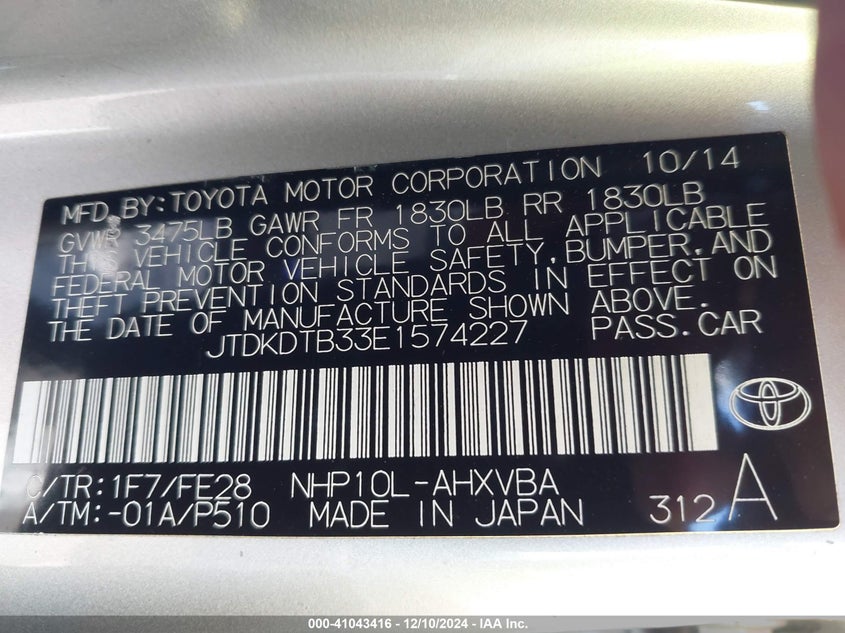 MFD. BY: TOYOTA MOTOR CORPORATION 10/14
GVWR 3475LB GAWR FR 1830LB RR 1830LB
THIS VEHICLE CONFORMS TO ALL APPLICABLE
FEDERAL MOTOR VEHICLE SAFETY, BUMPER, AND
THEFT PREVENTION STANDARDS IN EFFECT ON
THE DATE OF MANUFACTURE SHOWN ABOVE.
JTDKDTB33E1574227 PASS. CAR
C/TR: 1F7/FE28 NHP10L-AHXVBA
A/TM: -01A/P510 MADE IN JAPAN 312 A
000-41043416 - 12/10/2024 - IAA Inc.